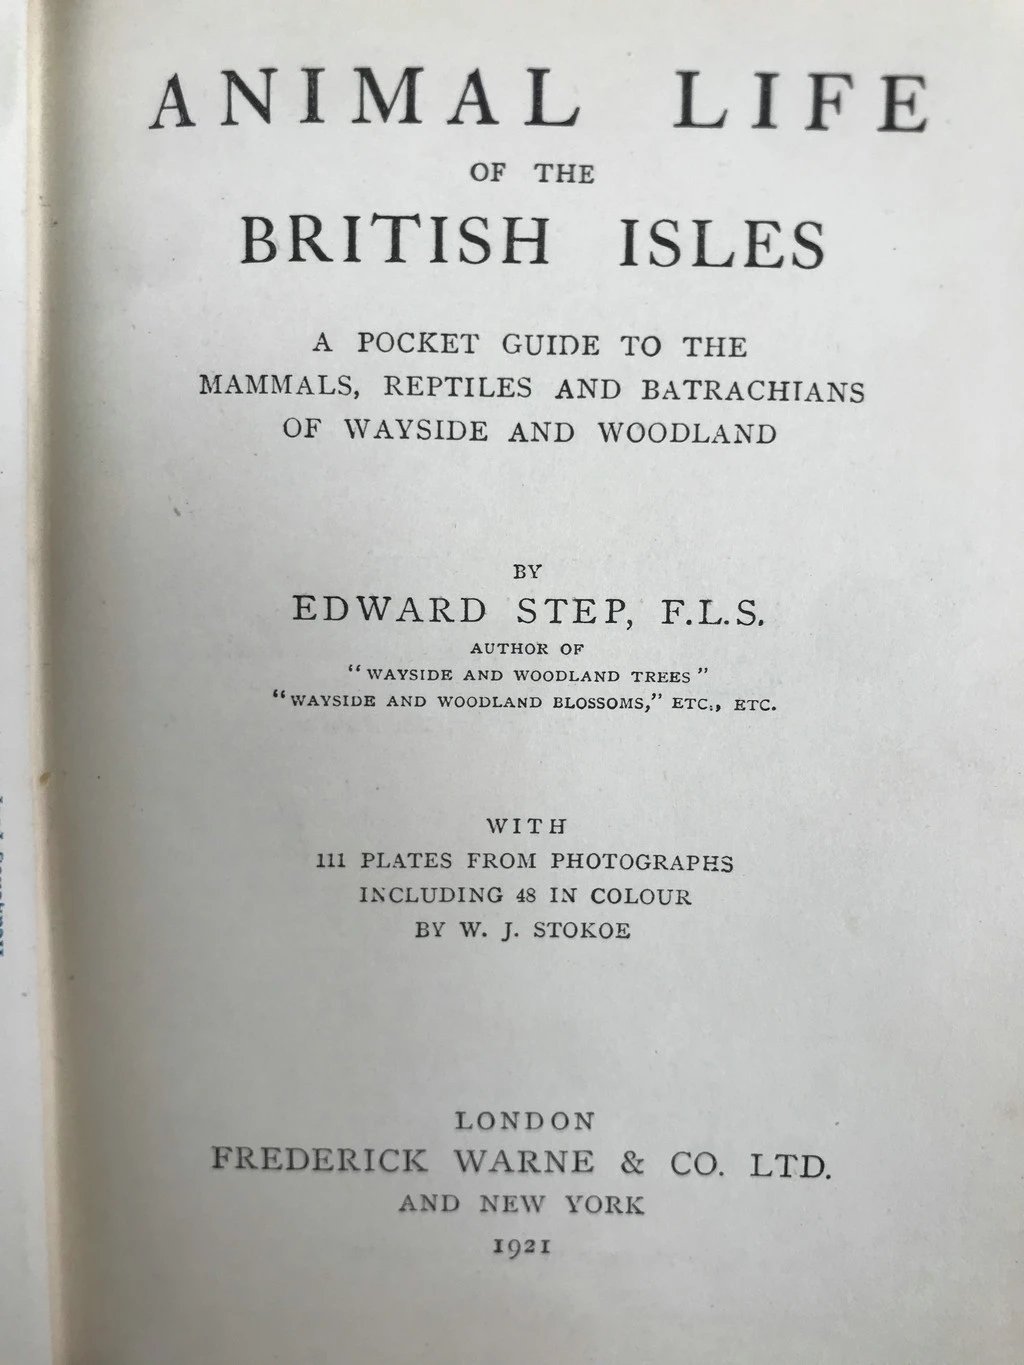 ANIMAL LIFE
OF THE
BRITISH ISLES
A POCKET GUIDE TO THE
MAMMALS, REPTILES AND BATRACHIANS
OF WAYSIDE AND WOODLAND
BY
EDWARD STEP, F.L.S.
AUTHOR OF
"WAYSIDE AND WOODLAND TREES"
"WAYSIDE AND WOODLAND BLOSSOMS," ETC., ETC.
WITH
111 PLATES FROM PHOTOGRAPHS
INCLUDING 48 IN COLOUR
BY W. J. STOKOE
LONDON
FREDERICK WARNE & CO. LTD.
AND NEW YORK
1921